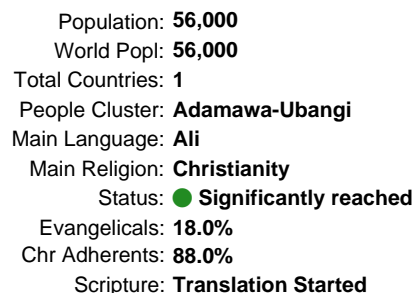 Population: 56,000
World Popl: 56,000
Total Countries: 1
People Cluster: Adamawa-Ubangi
Main Language: Ali
Main Religion: Christianity
Status: Significantly reached
Evangelicals: 18.0%
Chr Adherents: 88.0%
Scripture: Translation Started